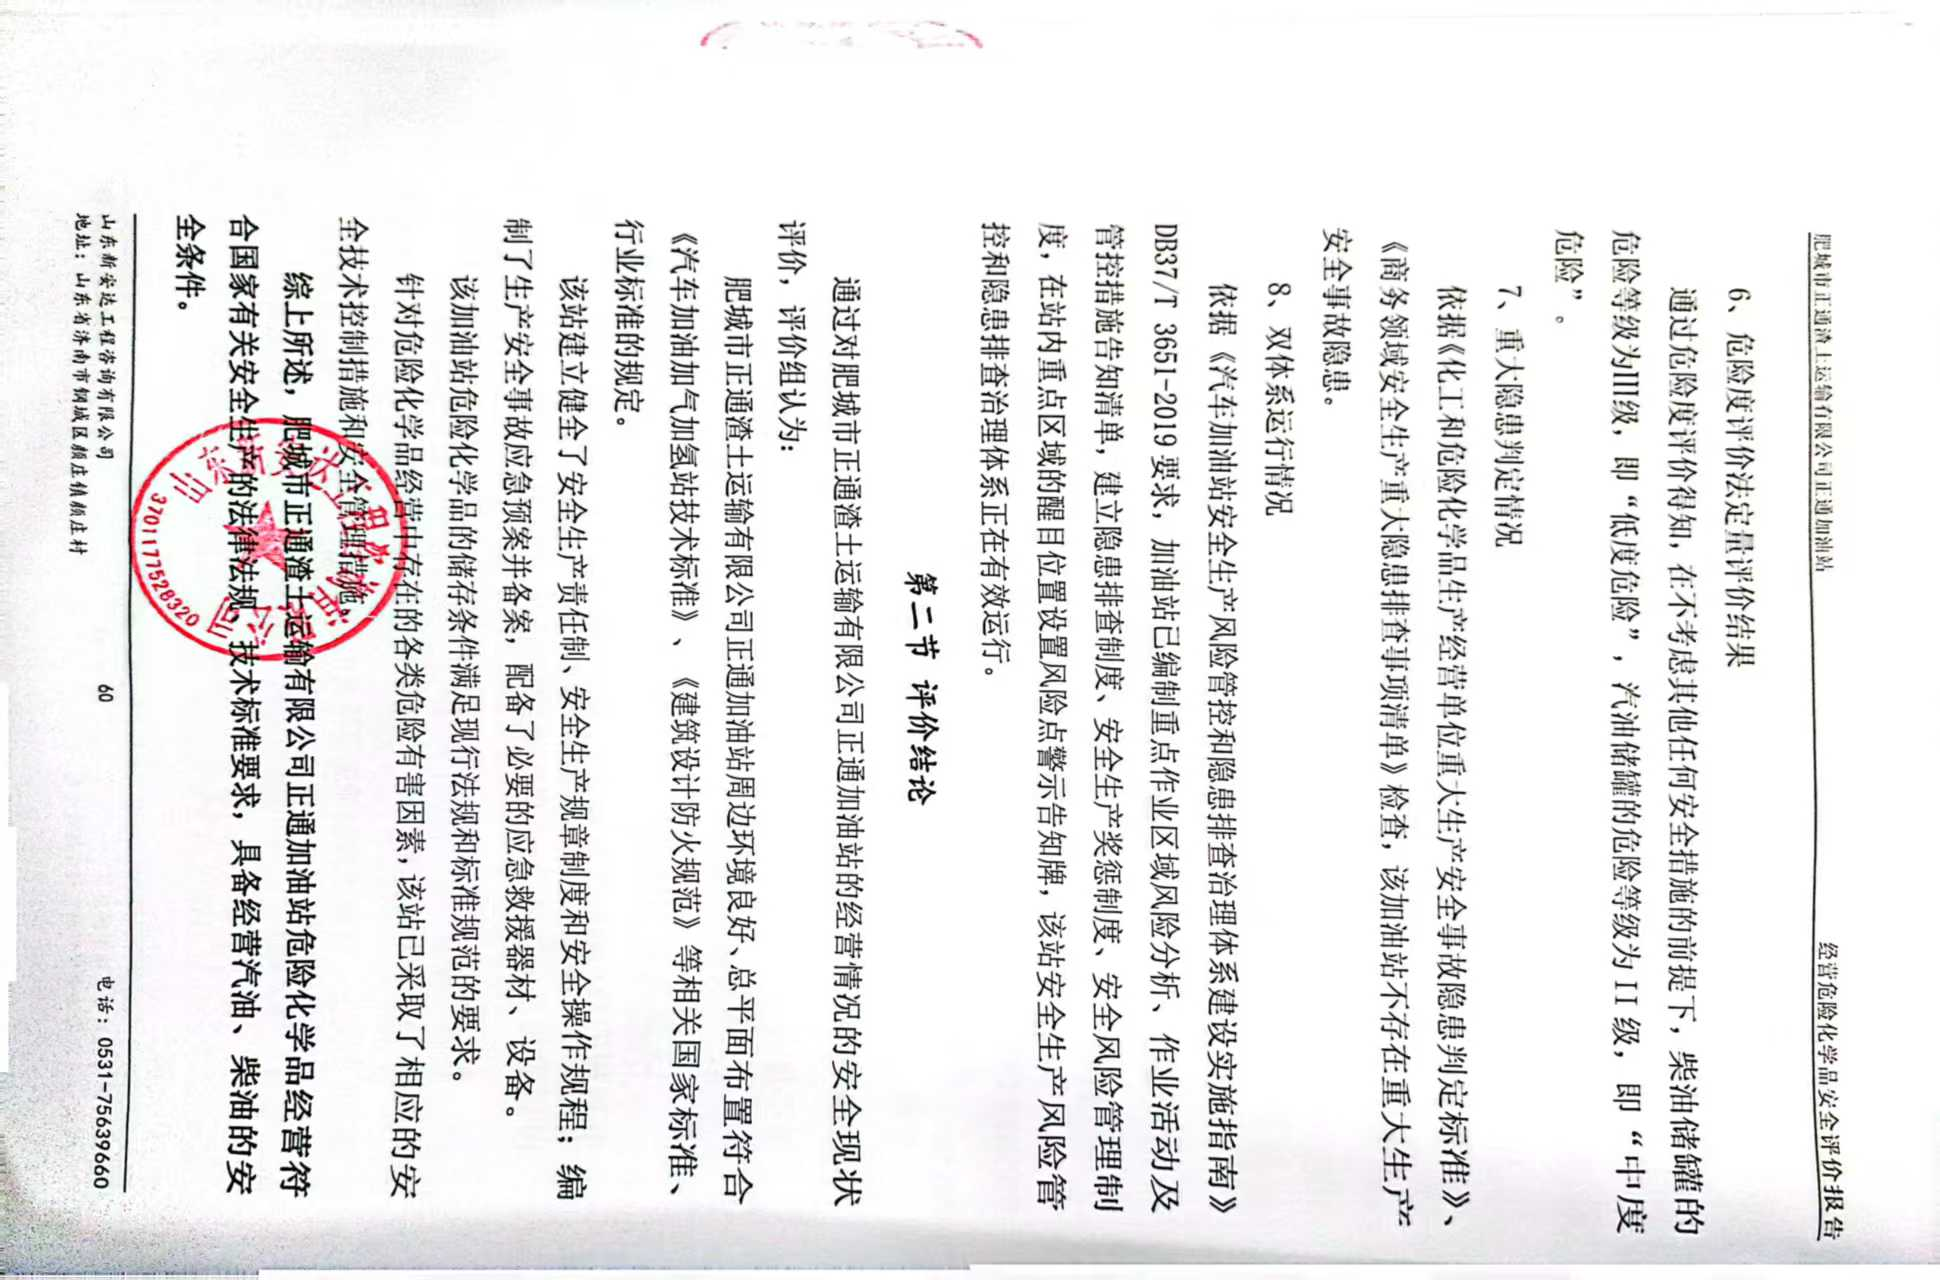 肥城市正通渣土运输有限公司正通加油站 经营危险化学品安全评价报告
6、危险度评价法定量评价结果
通过危险度评价得知，在不考虑其他任何安全措施的前提下，柴油储罐的
危险等级为III级，即“低度危险”，汽油储罐的危险等级为II级，即“中度
危险”。
7、重大隐患判定情况
依据《化工和危险化学品生产经营单位重大生产安全事故隐患判定标准》、
《商务领域安全生产重大隐患排查事项清单》检查，该加油站不存在重大生产
安全事故隐患。
8、双体系运行情况
依据《汽车加油站安全生产风险管控和隐患排查治理体系建设实施指南》
DB37/T 3651-2019要求，加油站已编制重点作业区域风险分析、作业活动及
管控措施告知清单，建立隐患排查制度、安全生产奖惩制度、安全风险管理制
度，在站内重点区域的醒目位置设置风险点警示告知牌，该站安全生产风险管
控和隐患排查治理体系正在有效运行。
第二节 评价结论
通过对肥城市正通渣土运输有限公司正通加油站的经营情况的安全现状
评价，评价组认为：
肥城市正通渣土运输有限公司正通加油站周边环境良好、总平面布置符合
《汽车加油加气加氢站技术标准》、《建筑设计防火规范》等相关国家标准、
行业标准的规定。
该站建立健全了安全生产责任制、安全生产规章制度和安全操作规程；编
制了生产安全事故应急预案并备案，配备了必要的应急救援器材、设备。
该加油站危险化学品的储存条件满足现行法规和标准规范的要求。
针对危险化学品经营中存在的各类危险有害因素，该站已采取了相应的安
全技术控制措施和安全管理措施。
综上所述，肥城市正通渣土运输有限公司正通加油站危险化学品经营符
合国家有关安全生产的法律法规、技术标准要求，具备经营汽油、柴油的安
全条件。
山东新安达工程咨询有限公司
3701177528320
山东新安达工程咨询有限公司 60 电话：0531-75639660
地址：山东省济南市钢城区颜庄镇颜庄村